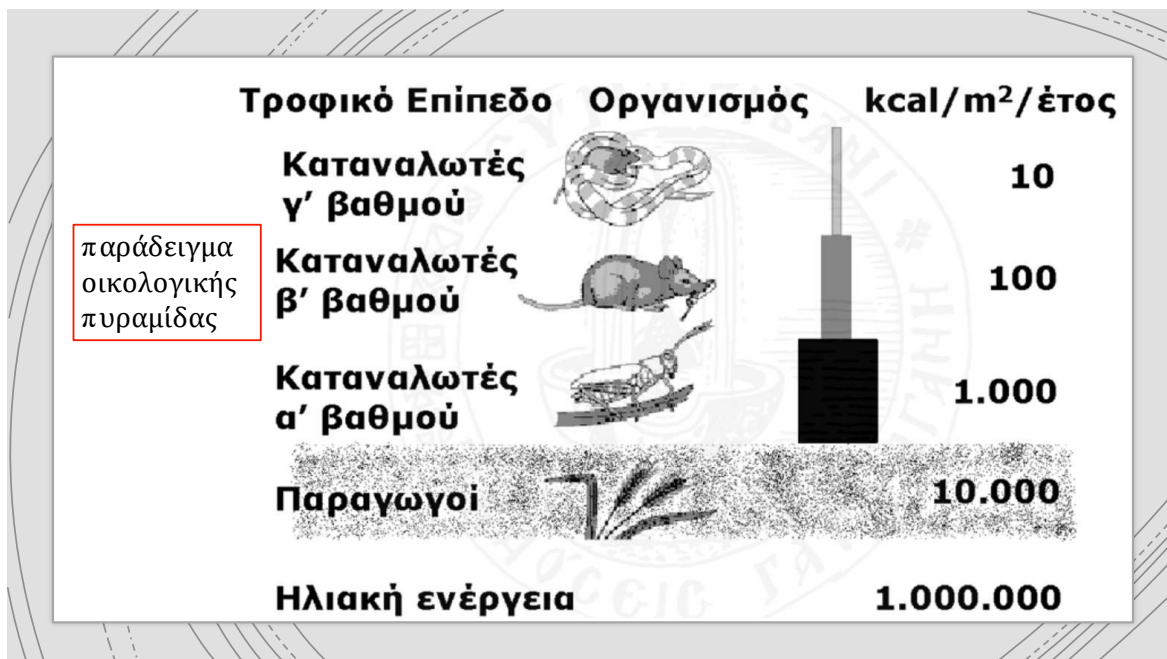 Τροφικό Επίπεδο Οργανισμός kcal/m²/έτος
Καταναλωτές
γ’ βαθμού
10
παράδειγμα
οικολογικής
πυραμίδας
Καταναλωτές
β’ βαθμού
100
Καταναλωτές
α’ βαθμού
1.000
Παραγωγοί
10.000
Ηλιακή ενέργεια 1.000.000